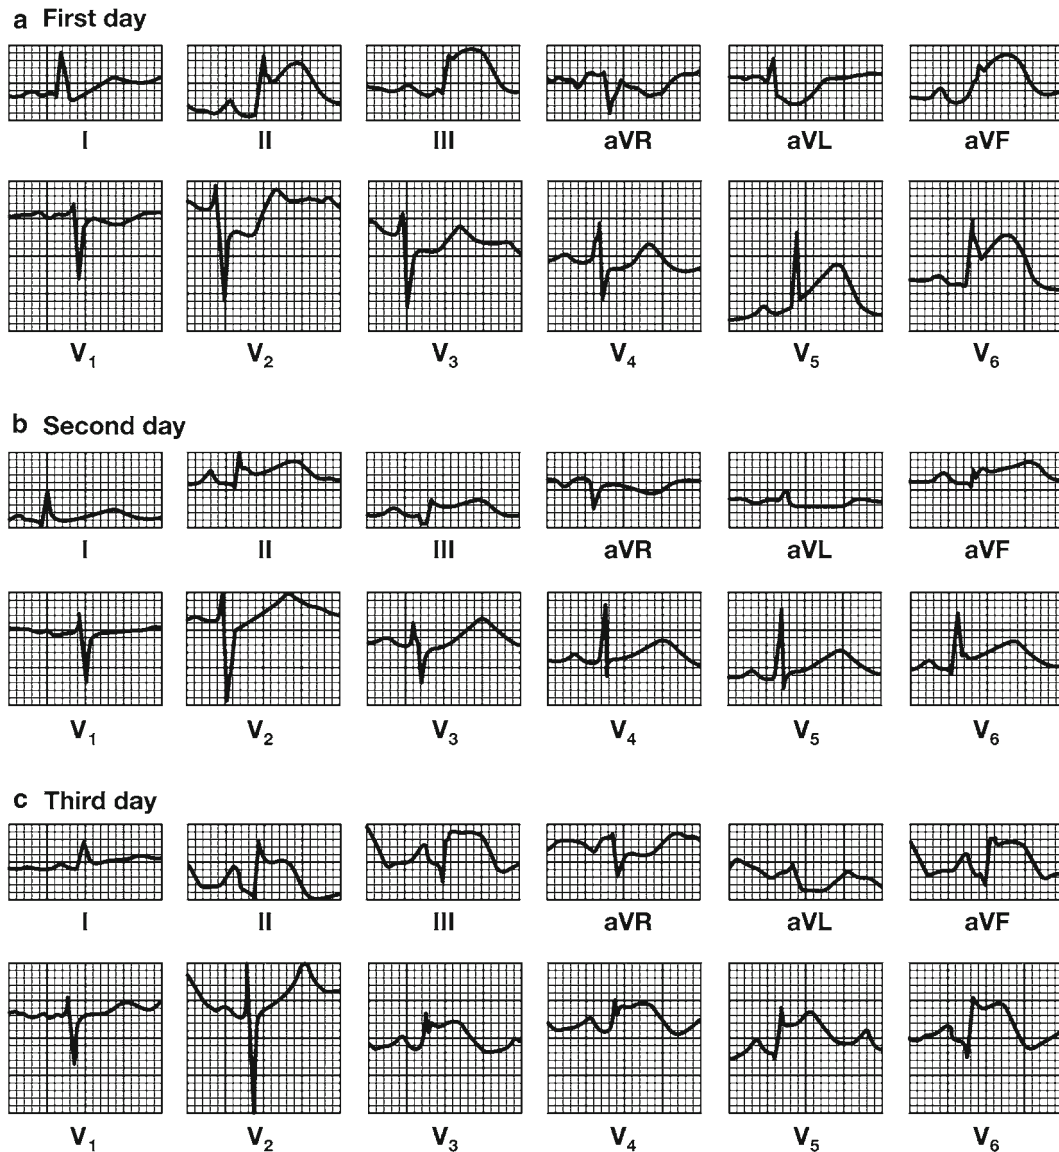 a First day
I II III aVR aVL aVF
V1 V2 V3 V4 V5 V6
b Second day
I II III aVR aVL aVF
V1 V2 V3 V4 V5 V6
c Third day
I II III aVR aVL aVF
V1 V2 V3 V4 V5 V6